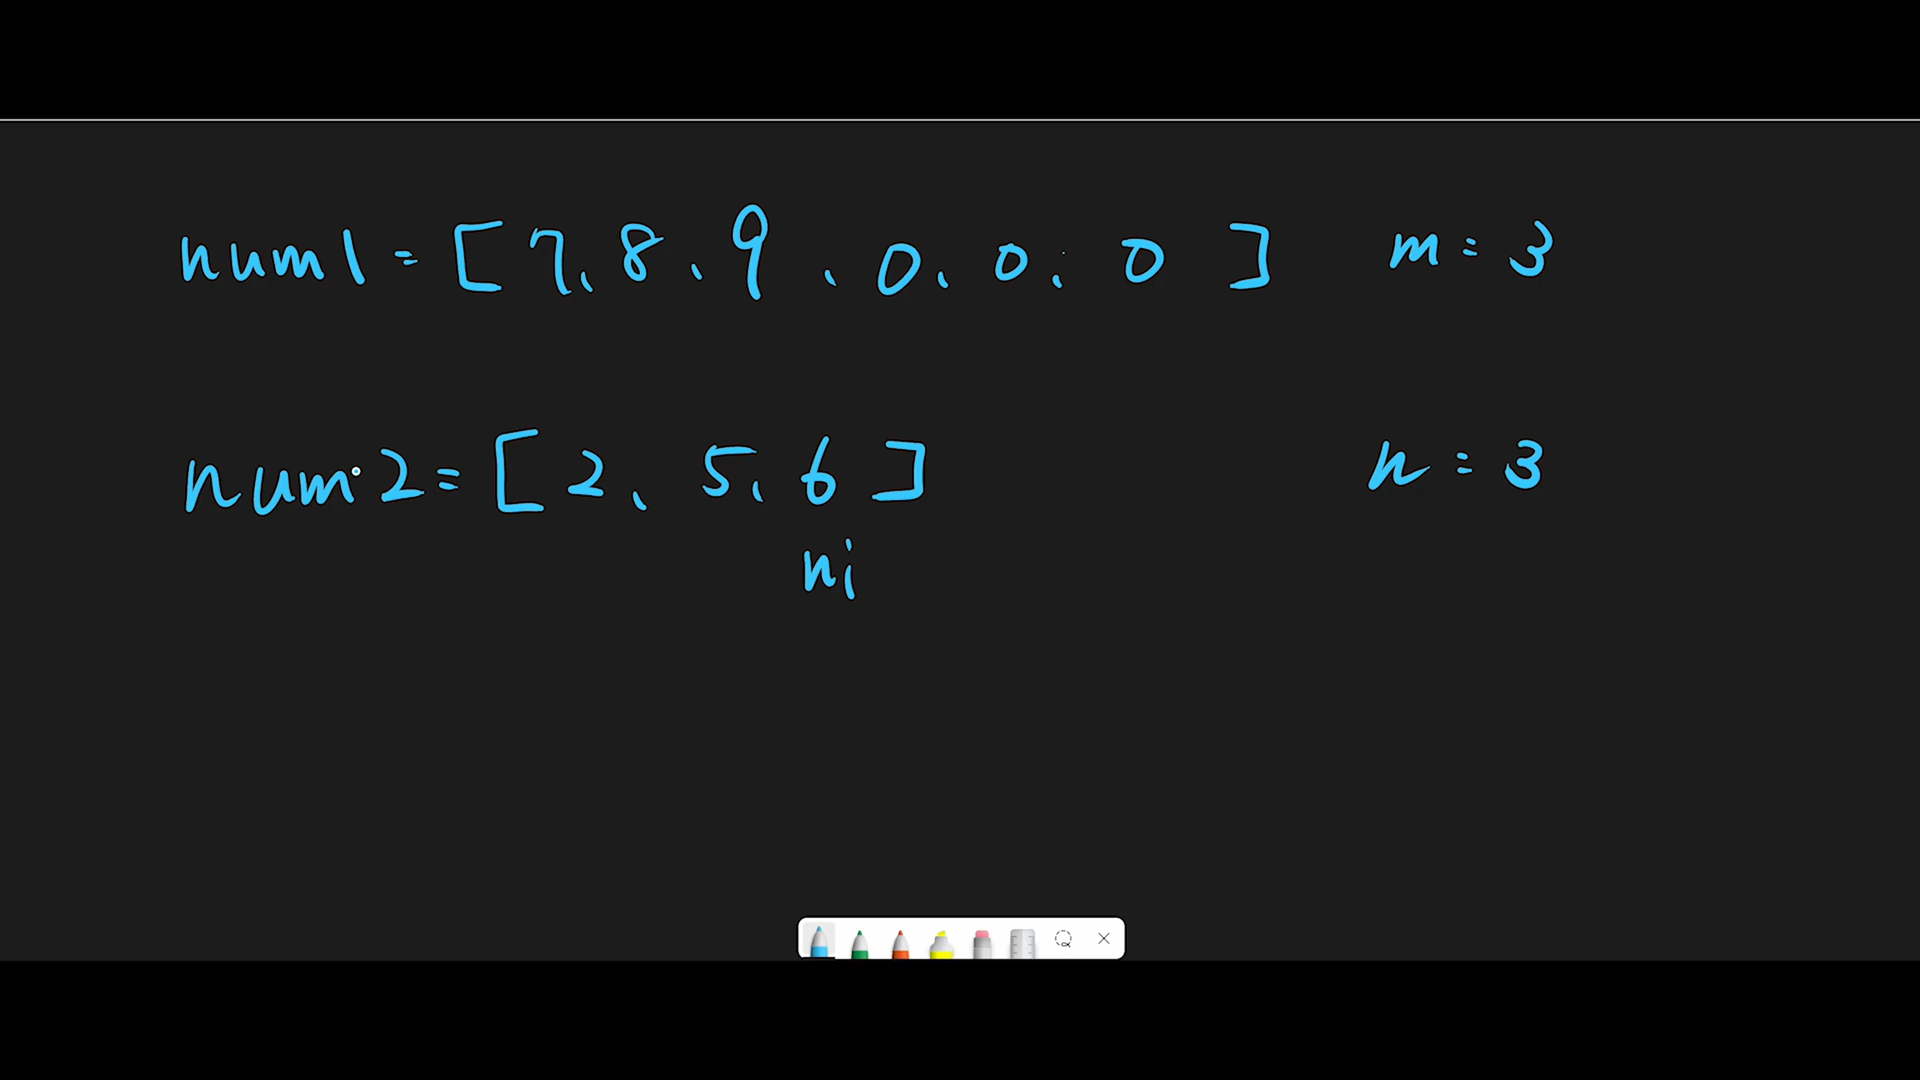 num1 = [ 7, 8, 9, 0, 0, 0 ] m = 3
num2 = [ 2, 5, 6 ] n = 3
ni